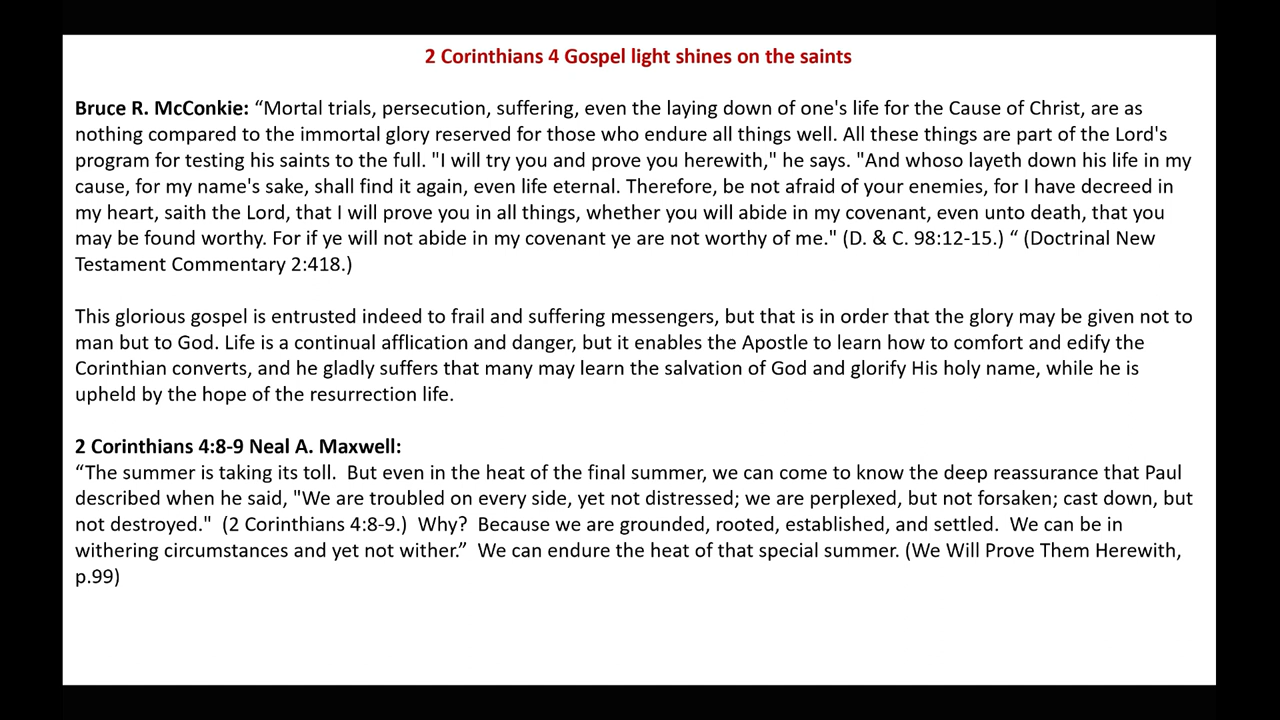 2 Corinthians 4 Gospel light shines on the saints
Bruce R. McConkie: “Mortal trials, persecution, suffering, even the laying down of one's life for the Cause of Christ, are as
nothing compared to the immortal glory reserved for those who endure all things well. All these things are part of the Lord's
program for testing his saints to the full. "I will try you and prove you herewith," he says. "And whoso layeth down his life in my
cause, for my name's sake, shall find it again, even life eternal. Therefore, be not afraid of your enemies, for I have decreed in
my heart, saith the Lord, that I will prove you in all things, whether you will abide in my covenant, even unto death, that you
may be found worthy. For if ye will not abide in my covenant ye are not worthy of me." (D. & C. 98:12-15.) “ (Doctrinal New
Testament Commentary 2:418.)
This glorious gospel is entrusted indeed to frail and suffering messengers, but that is in order that the glory may be given not to
man but to God. Life is a continual afflication and danger, but it enables the Apostle to learn how to comfort and edify the
Corinthian converts, and he gladly suffers that many may learn the salvation of God and glorify His holy name, while he is
upheld by the hope of the resurrection life.
2 Corinthians 4:8-9 Neal A. Maxwell:
“The summer is taking its toll.  But even in the heat of the final summer, we can come to know the deep reassurance that Paul
described when he said, "We are troubled on every side, yet not distressed; we are perplexed, but not forsaken; cast down, but
not destroyed."  (2 Corinthians 4:8-9.)  Why?  Because we are grounded, rooted, established, and settled.  We can be in
withering circumstances and yet not wither.”  We can endure the heat of that special summer. (We Will Prove Them Herewith,
p.99)